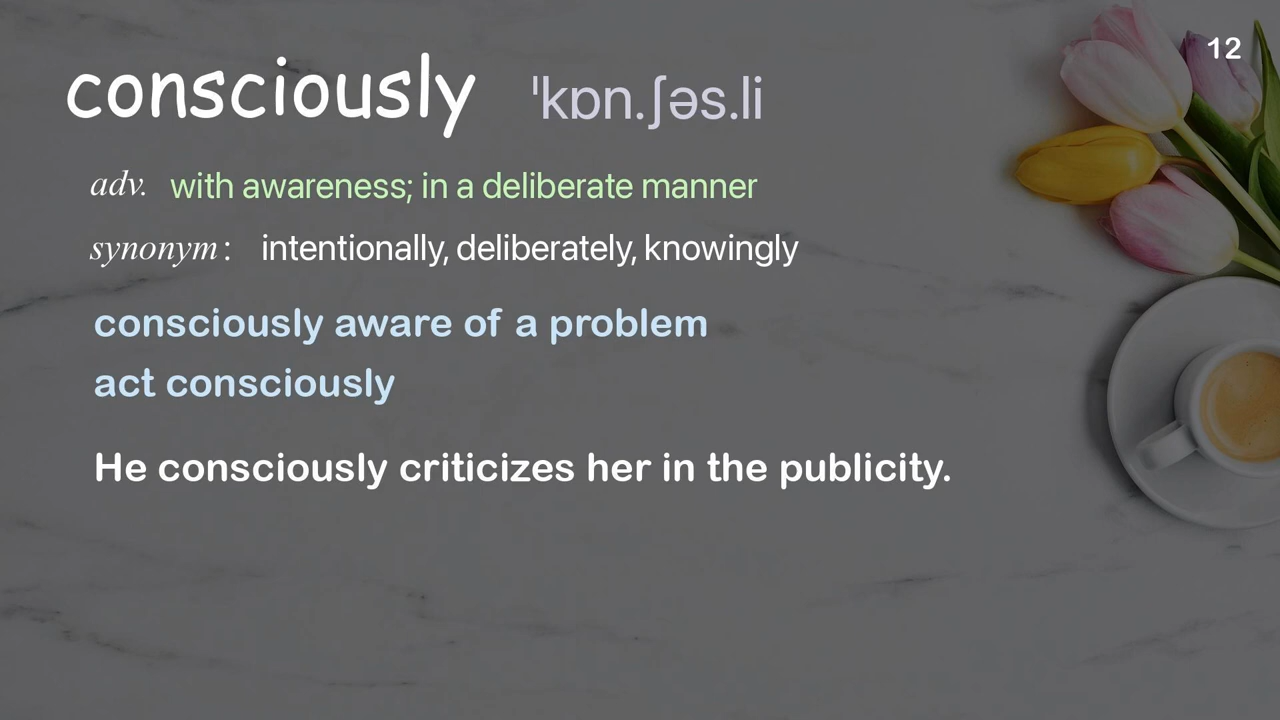 12
consciously ˈkɒn.ʃəs.li
adv. with awareness; in a deliberate manner
synonym: intentionally, deliberately, knowingly
consciously aware of a problem
act consciously
He consciously criticizes her in the publicity.